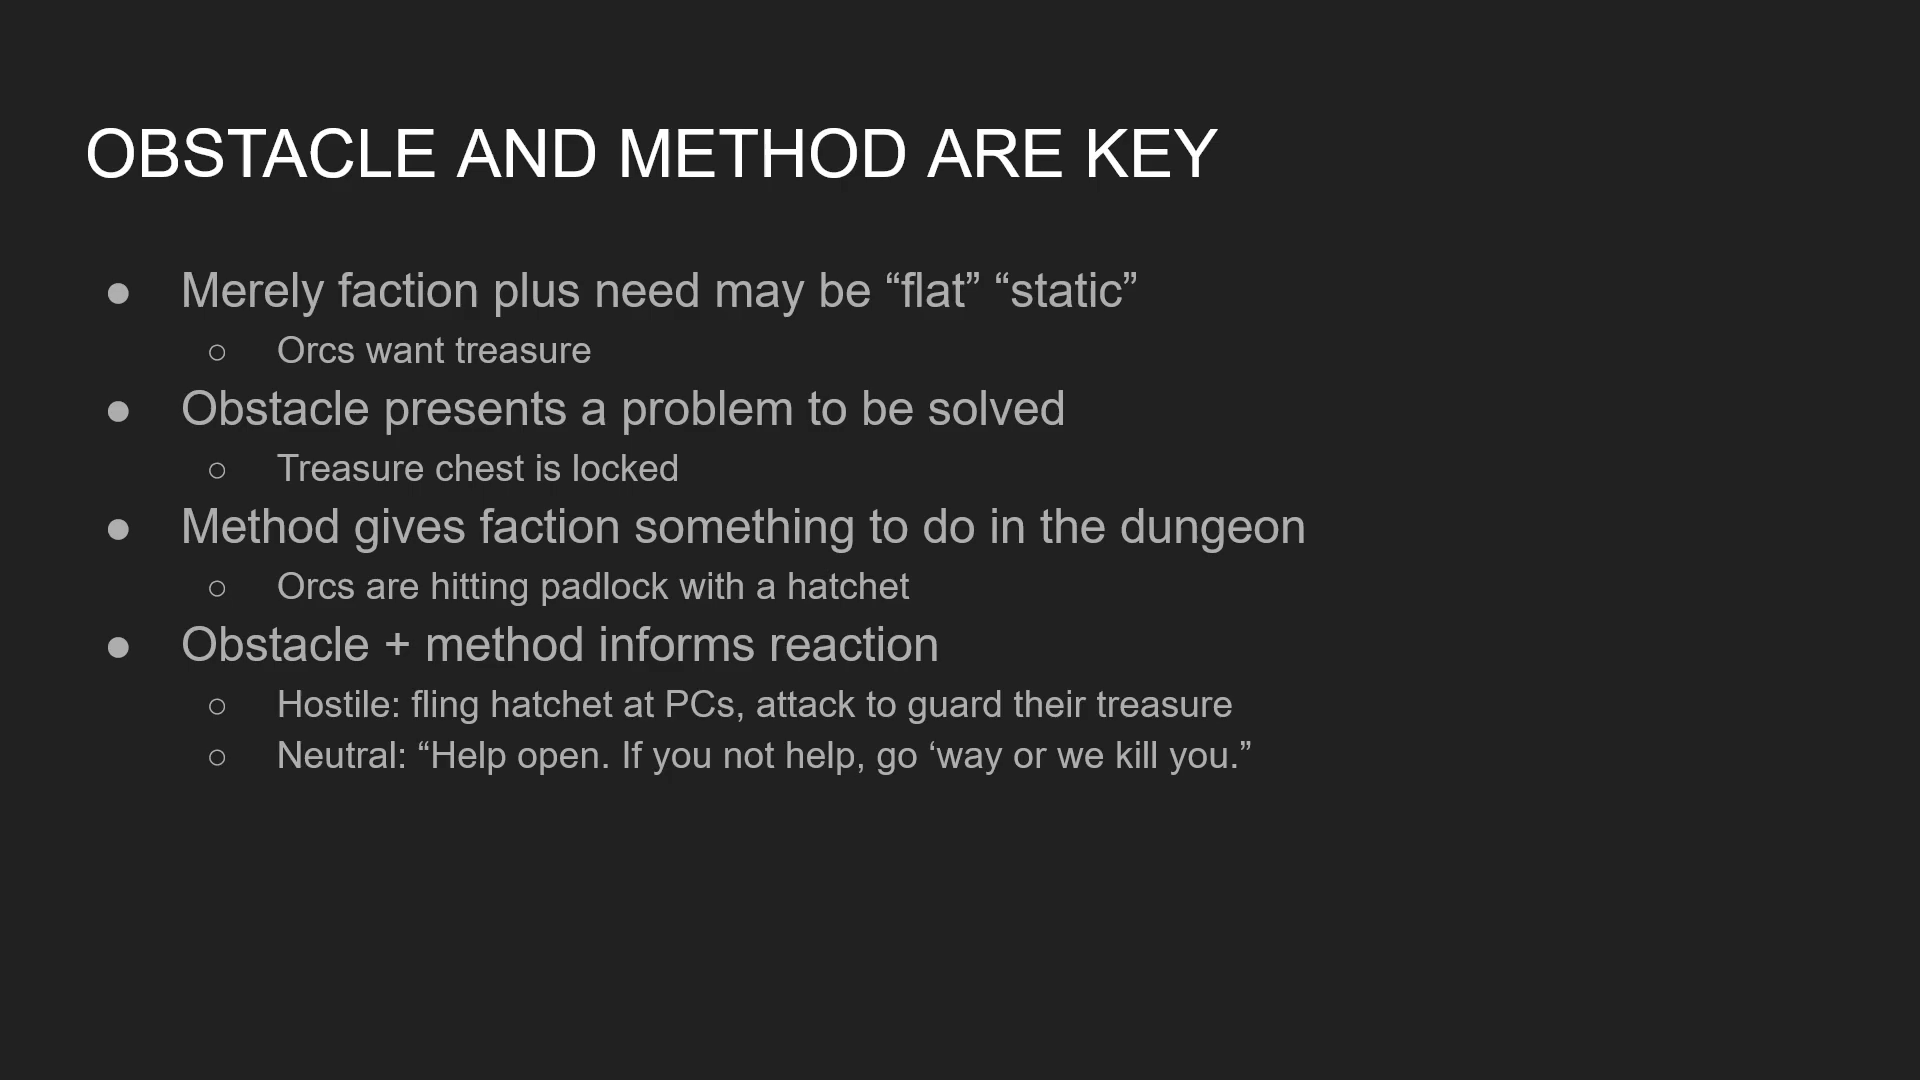 OBSTACLE AND METHOD ARE KEY
● Merely faction plus need may be “flat” “static”
○ Orcs want treasure
● Obstacle presents a problem to be solved
○ Treasure chest is locked
● Method gives faction something to do in the dungeon
○ Orcs are hitting padlock with a hatchet
● Obstacle + method informs reaction
○ Hostile: fling hatchet at PCs, attack to guard their treasure
○ Neutral: “Help open. If you not help, go ‘way or we kill you.”